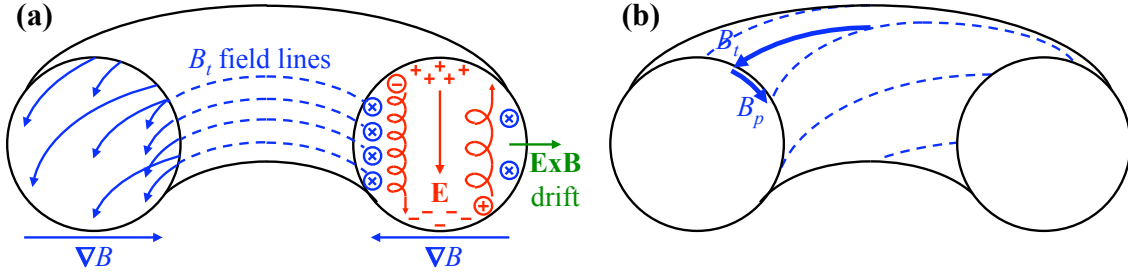 (a)
B_t field lines
E
ExB
drift
∇B
∇B
(b)
B_t
B_p